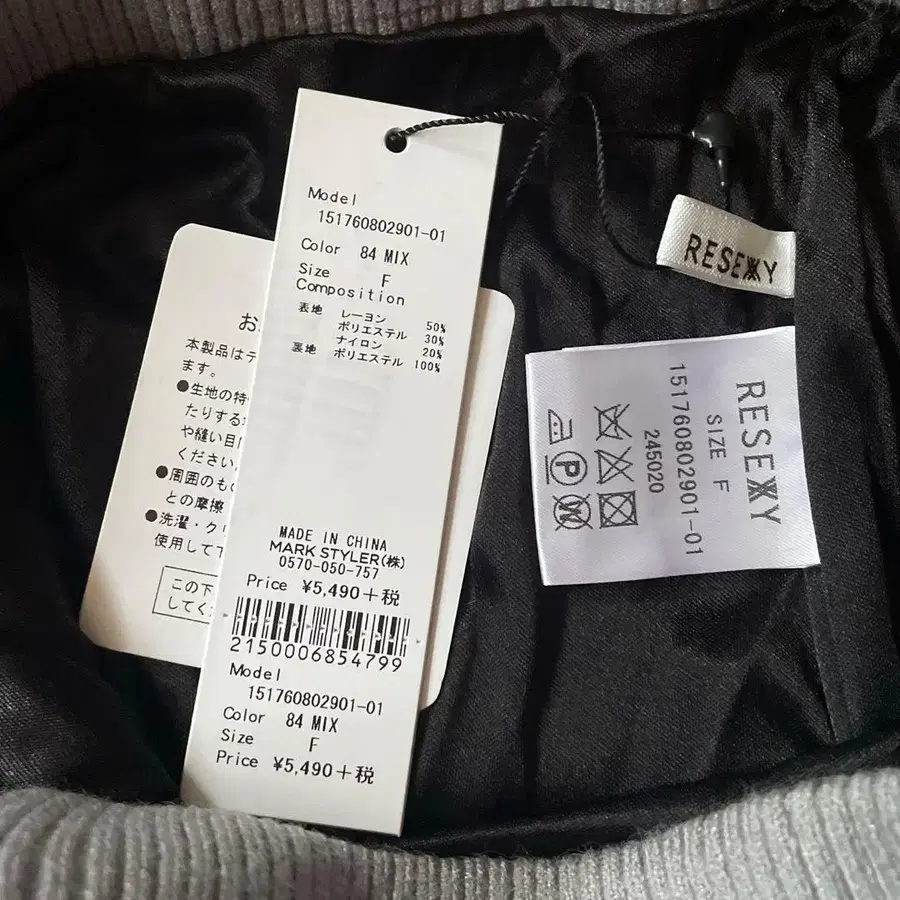 Model
151760802901-01
Color 84 MIX
Size F
Composition
表地 レーヨン 50%
ポリエステル 30%
ナイロン 20%
裏地 ポリエステル 100%
MADE IN CHINA
MARK STYLER(株)
0570-050-757
Price ¥5,490+税
2150006854799
Model
151760802901-01
Color 84 MIX
Size F
Price ¥5,490+税
お
本製品はデ
ます。
●生地の特
たりする
や縫い目
ください。
●周囲のもの
との摩擦
●洗濯・ク
使用して下
この下
してく
RESEXXY
RESEXXY
SIZE F
151760802901-01
245020
P
W